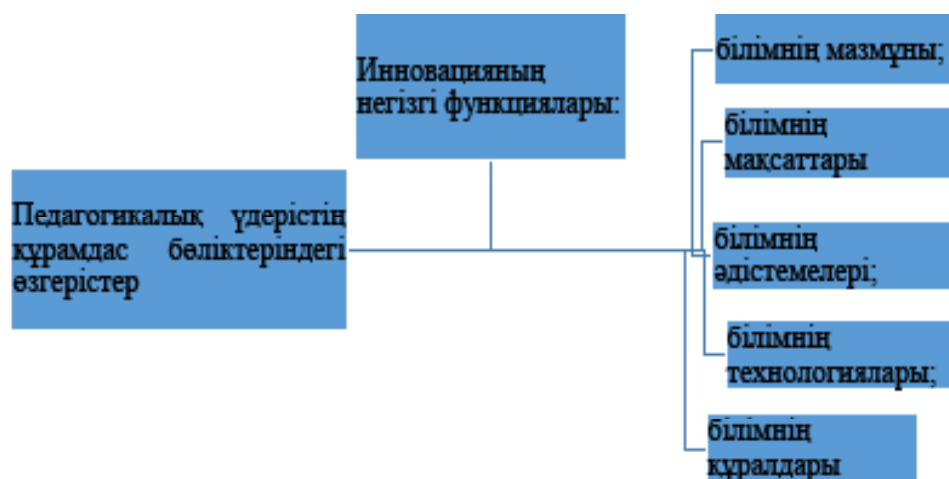 Инновацияның
негізгі функциялары:
Педагогикалық үдерістің
құрамдас бөліктеріндегі
өзгерістер
білімнің мазмұны;
білімнің
мақсаттары
білімнің
әдістемелері;
білімнің
технологиялары;
білімнің
құралдары